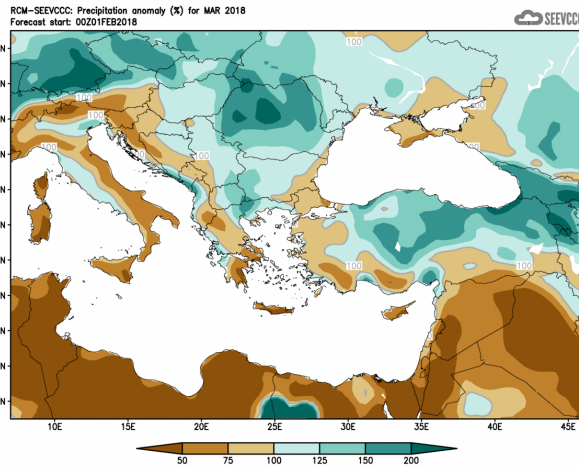 RCM-SEEVCCC: Precipitation anomaly (%) for MAR 2018
Forecast start: 00Z01FEB2018
SEEVCCC
100
100
100
100
100
100
100
N
N
N
N
N
N
N
N
N
N
N
10E 15E 20E 25E 30E 35E 40E 45E
50 75 100 125 150 200